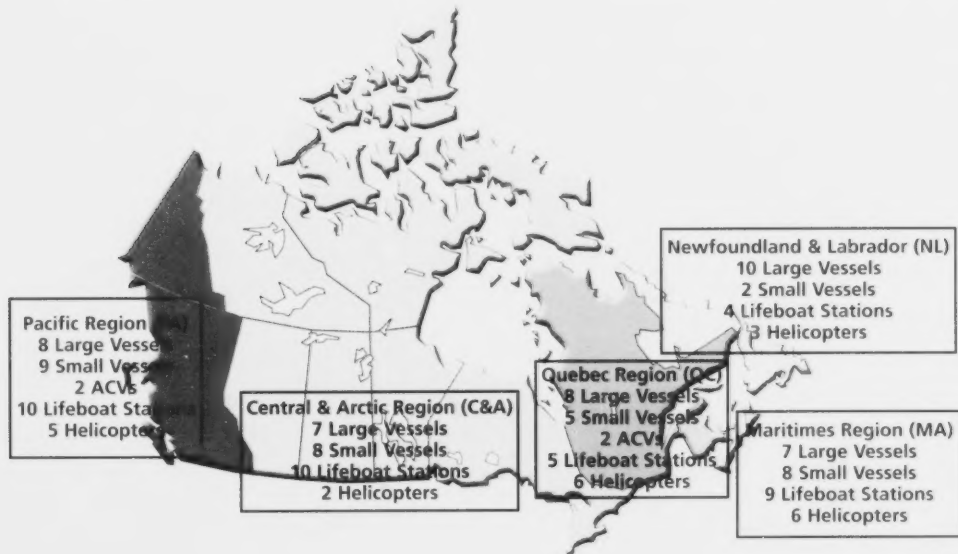 Newfoundland & Labrador (NL)
10 Large Vessels
2 Small Vessels
4 Lifeboat Stations
3 Helicopters
Pacific Region (PA)
8 Large Vessels
9 Small Vessels
2 ACVs
10 Lifeboat Stations
5 Helicopters
Central & Arctic Region (C&A)
7 Large Vessels
8 Small Vessels
10 Lifeboat Stations
2 Helicopters
Quebec Region (QC)
8 Large Vessels
5 Small Vessels
2 ACVs
5 Lifeboat Stations
6 Helicopters
Maritimes Region (MA)
7 Large Vessels
8 Small Vessels
9 Lifeboat Stations
6 Helicopters